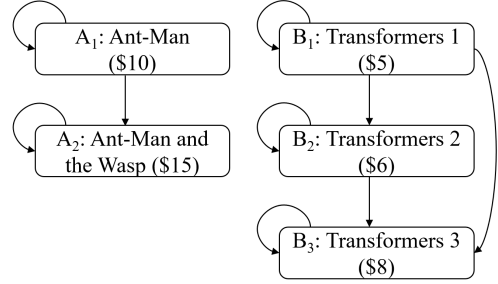 A₁: Ant-Man
($10)
A₂: Ant-Man and
the Wasp ($15)
B₁: Transformers 1
($5)
B₂: Transformers 2
($6)
B₃: Transformers 3
($8)